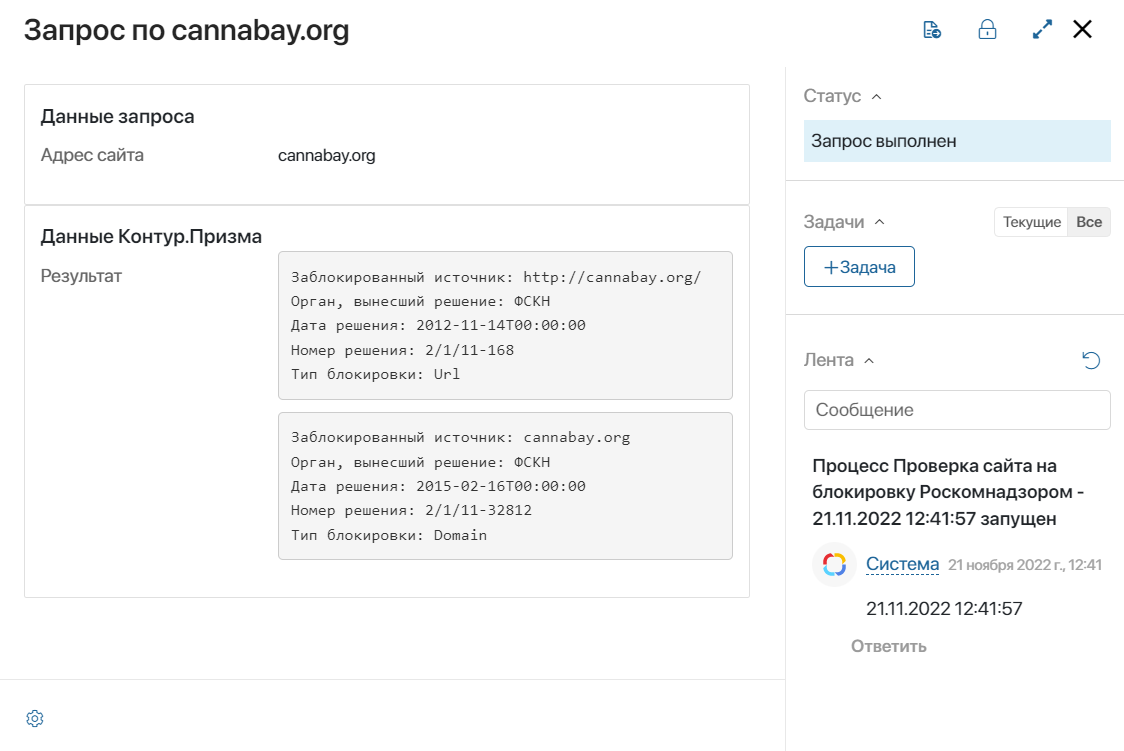 Запрос по cannabay.org
Данные запроса
Адрес сайта
cannabay.org
Данные Контур.Призма
Результат
Заблокированный источник: http://cannabay.org/
Орган, вынесший решение: ФСКН
Дата решения: 2012-11-14T00:00:00
Номер решения: 2/1/11-168
Тип блокировки: Url
Заблокированный источник: cannabay.org
Орган, вынесший решение: ФСКН
Дата решения: 2015-02-16T00:00:00
Номер решения: 2/1/11-32812
Тип блокировки: Domain
Статус
Запрос выполнен
Задачи
Текущие Все
+Задача
Лента
Сообщение
Процесс Проверка сайта на
блокировку Роскомнадзором -
21.11.2022 12:41:57 запущен
Система 21 ноября 2022 г., 12:41
21.11.2022 12:41:57
Ответить